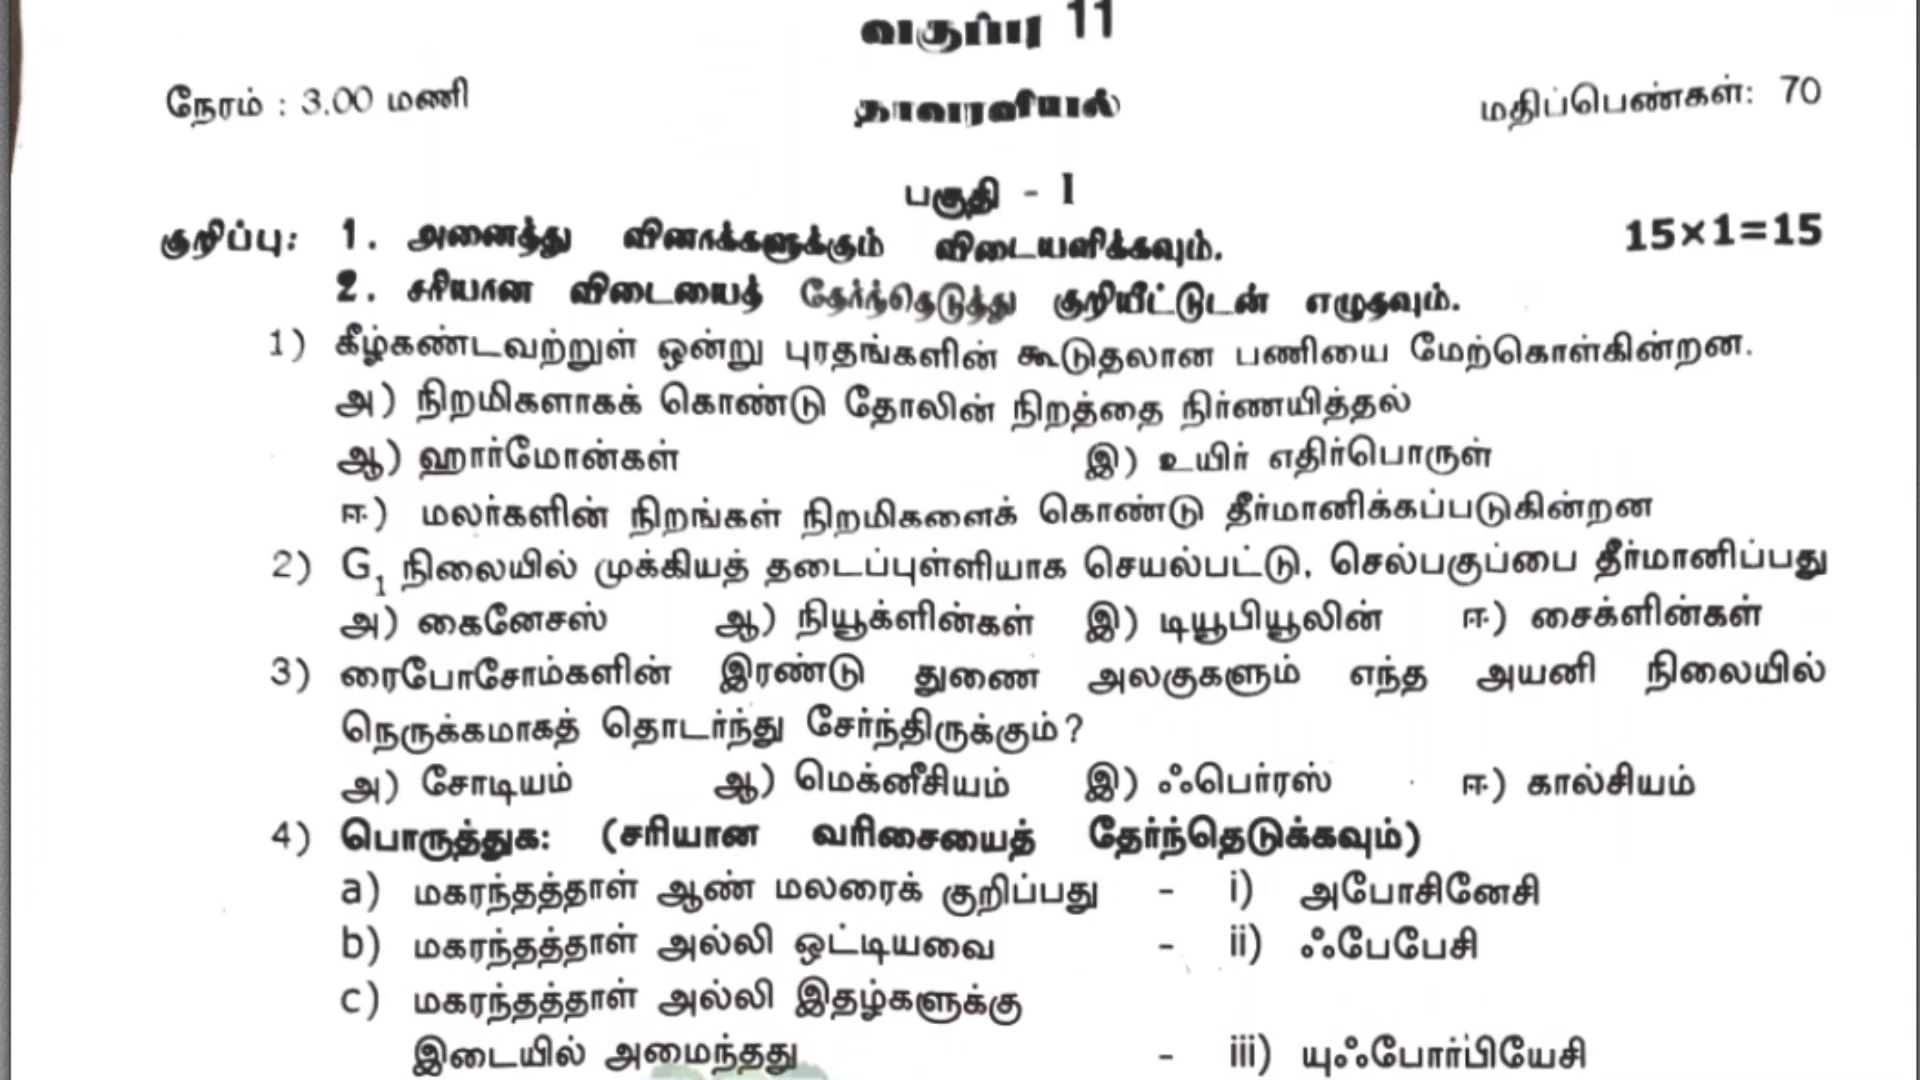 வகுப்பு 11
நேரம் : 3.00 மணி தாவரவியல் மதிப்பெண்கள்: 70
பகுதி - I
குறிப்பு: 1. அனைத்து வினாக்களுக்கும் விடையளிக்கவும். 15×1=15
2. சரியான விடையைத் தேர்ந்தெடுத்து குறியீட்டுடன் எழுதவும்.
1) கீழ்கண்டவற்றுள் ஒன்று புரதங்களின் கூடுதலான பணியை மேற்கொள்கின்றன.
அ) நிறமிகளாகக் கொண்டு தோலின் நிறத்தை நிர்ணயித்தல்
ஆ) ஹார்மோன்கள் இ) உயிர் எதிர்பொருள்
ஈ) மலர்களின் நிறங்கள் நிறமிகளைக் கொண்டு தீர்மானிக்கப்படுகின்றன
2) G₁ நிலையில் முக்கியத் தடைப்புள்ளியாக செயல்பட்டு, செல்பகுப்பை தீர்மானிப்பது
அ) கைனேசஸ் ஆ) நியூக்ளின்கள் இ) டியூபியூலின் ஈ) சைக்ளின்கள்
3) ரைபோசோம்களின் இரண்டு துணை அலகுகளும் எந்த அயனி நிலையில்
நெருக்கமாகத் தொடர்ந்து சேர்ந்திருக்கும்?
அ) சோடியம் ஆ) மெக்னீசியம் இ) ஃபெர்ரஸ் ஈ) கால்சியம்
4) பொருத்துக: (சரியான வரிசையைத் தேர்ந்தெடுக்கவும்)
a) மகரந்தத்தாள் ஆண் மலரைக் குறிப்பது - i) அபோசினேசி
b) மகரந்தத்தாள் அல்லி ஒட்டியவை - ii) ஃபேபேசி
c) மகரந்தத்தாள் அல்லி இதழ்களுக்கு
இடையில் அமைந்தது - iii) யுஃபோர்பியேசி